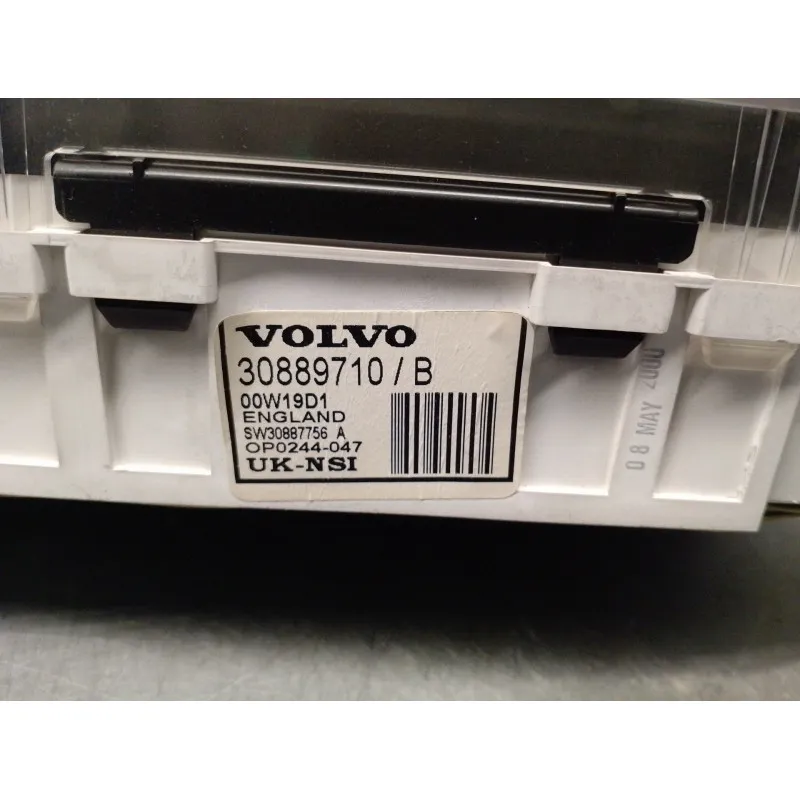 VOLVO
30889710 / B
00W19D1
ENGLAND
SW30887756 A
OP0244-047
UK-NSI
08 MAY 2000